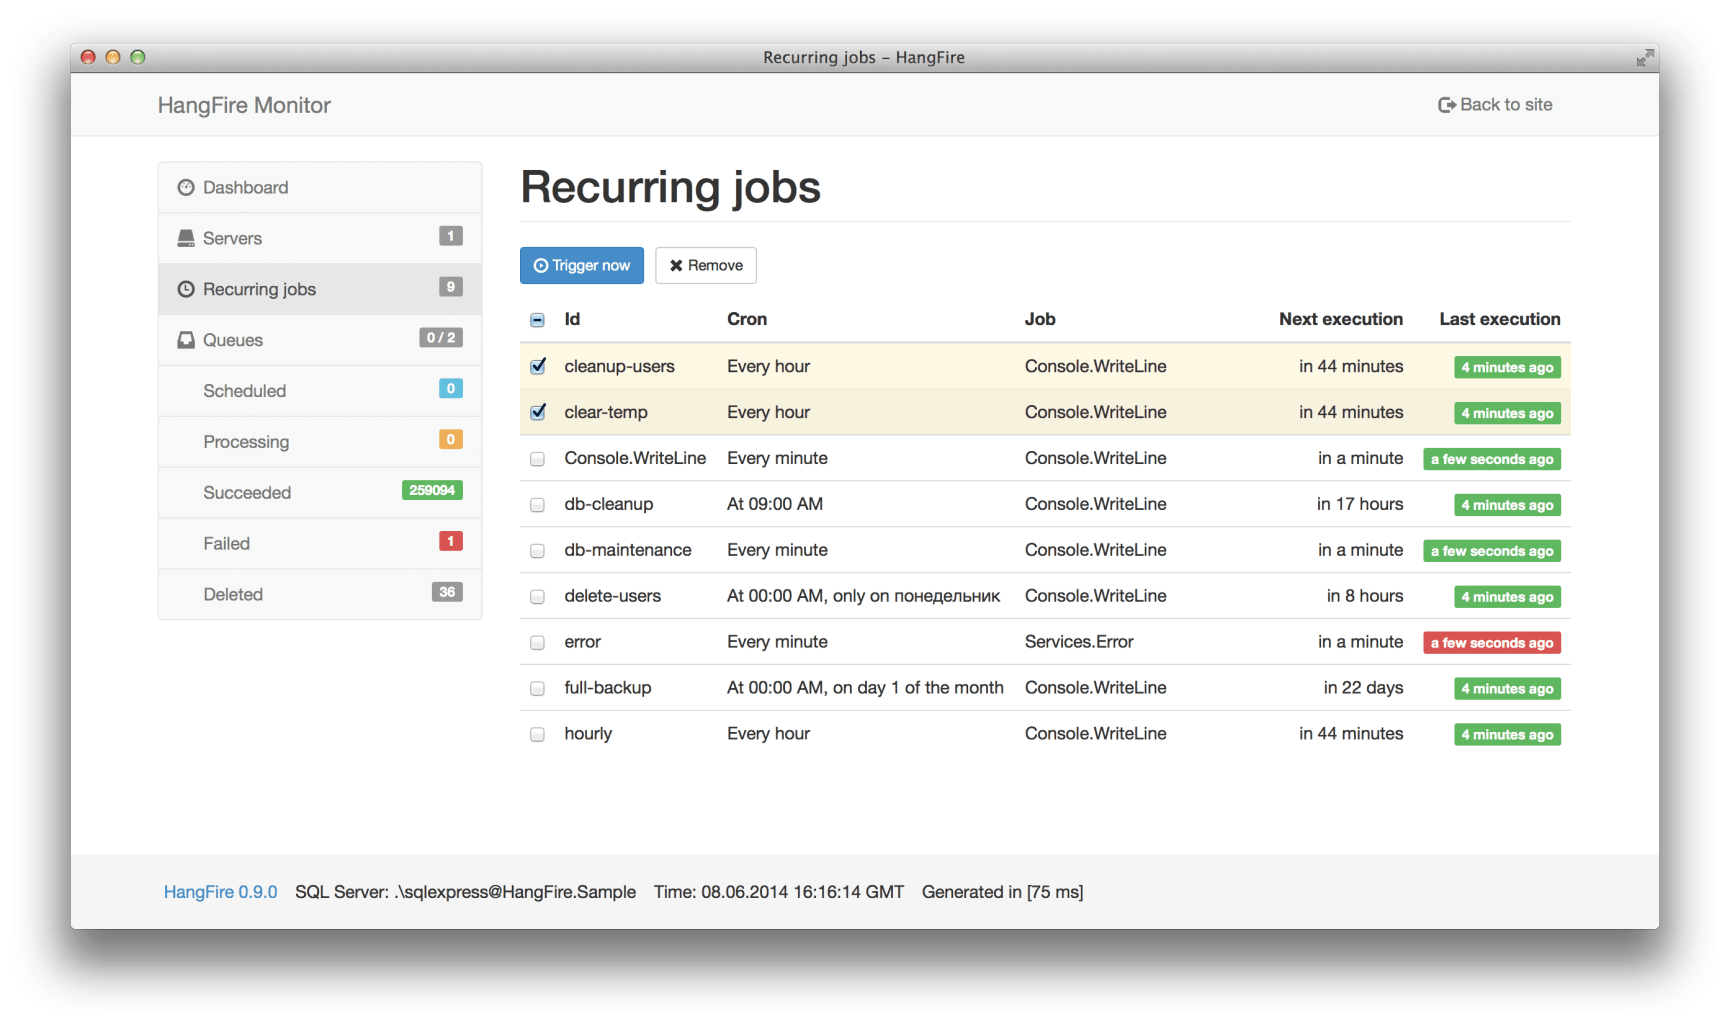 Recurring jobs – HangFire
HangFire Monitor
Back to site
Dashboard
Servers 1
Recurring jobs 9
Queues 0 / 2
Scheduled 0
Processing 0
Succeeded 259094
Failed 1
Deleted 36
Recurring jobs
Trigger now Remove
Id Cron Job Next execution Last execution
cleanup-users Every hour Console.WriteLine in 44 minutes 4 minutes ago
clear-temp Every hour Console.WriteLine in 44 minutes 4 minutes ago
Console.WriteLine Every minute Console.WriteLine in a minute a few seconds ago
db-cleanup At 09:00 AM Console.WriteLine in 17 hours 4 minutes ago
db-maintenance Every minute Console.WriteLine in a minute a few seconds ago
delete-users At 00:00 AM, only on понедельник Console.WriteLine in 8 hours 4 minutes ago
error Every minute Services.Error in a minute a few seconds ago
full-backup At 00:00 AM, on day 1 of the month Console.WriteLine in 22 days 4 minutes ago
hourly Every hour Console.WriteLine in 44 minutes 4 minutes ago
HangFire 0.9.0 SQL Server: .\sqlexpress@HangFire.Sample Time: 08.06.2014 16:16:14 GMT Generated in [75 ms]